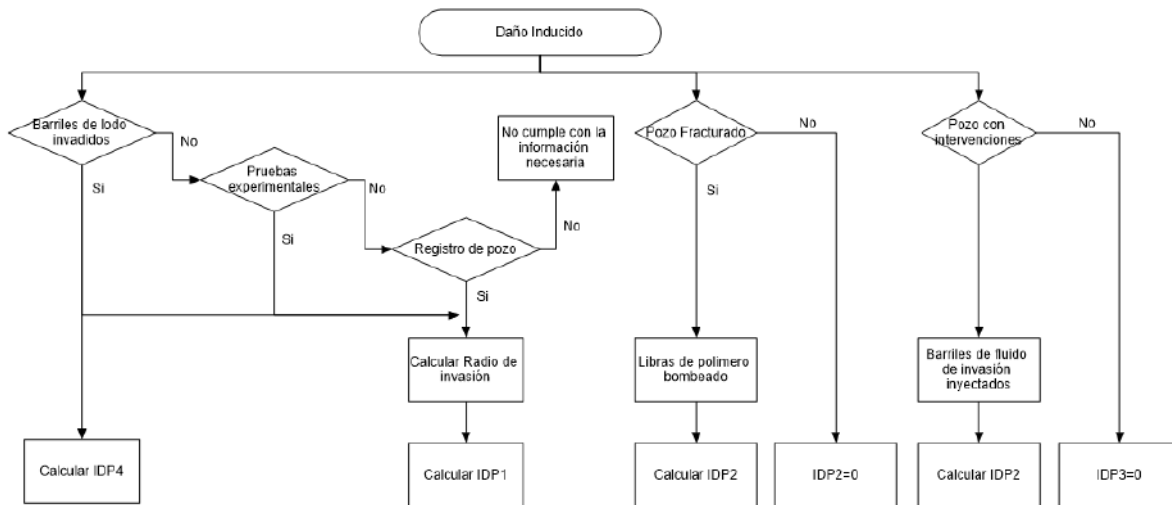 Daño Inducido
Barriles de lodo
invadidos
No
Si
Pruebas
experimentales
No
Si
No cumple con la
información
necesaria
Registro de pozo
No
Si
Calcular Radio de
invasión
Calcular IDP4
Calcular IDP1
Pozo Fracturado
No
Si
Libras de polimero
bombeado
Calcular IDP2
IDP2=0
Pozo con
intervenciones
No
Si
Barriles de fluido
de invasión
inyectados
Calcular IDP2
IDP3=0